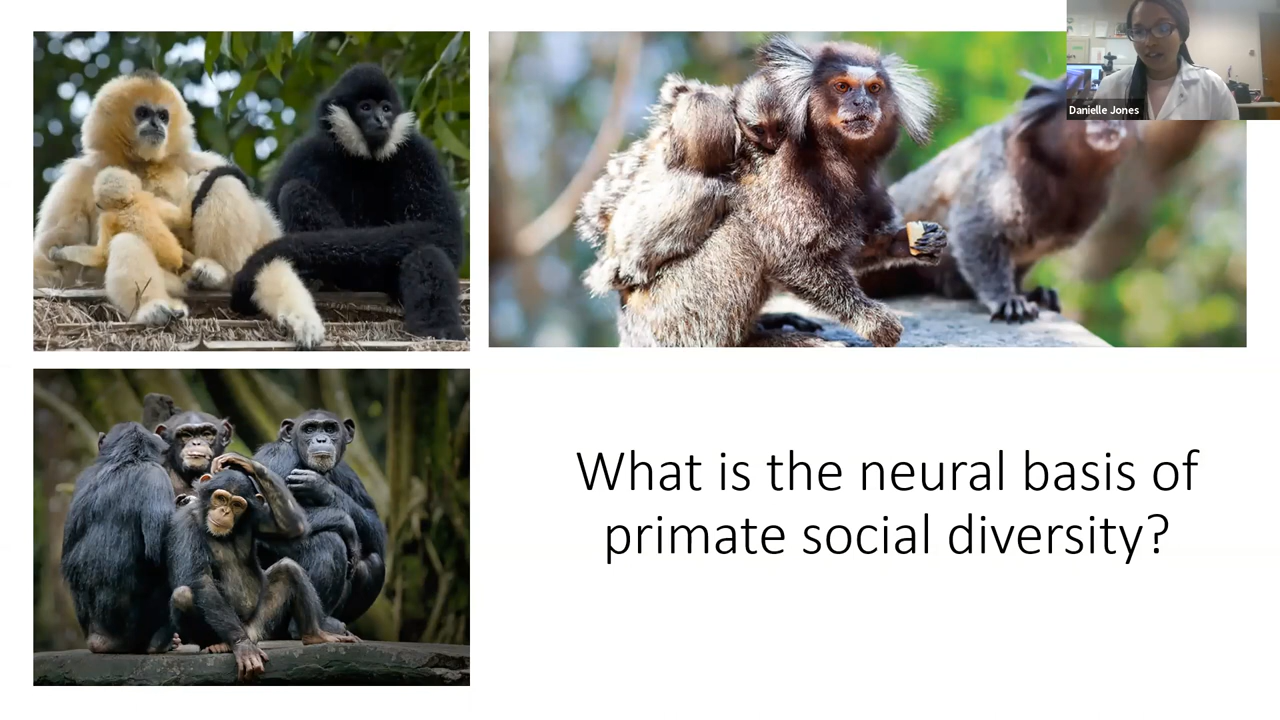 Danielle Jones
What is the neural basis of
primate social diversity?